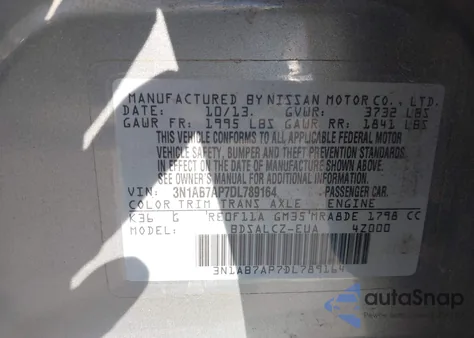 MANUFACTURED BY NISSAN MOTOR CO., LTD.
DATE: 10/13. GVWR: 3732 LBS
GAWR FR: 1995 LBS GAWR RR: 1841 LBS
THIS VEHICLE CONFORMS TO ALL APPLICABLE FEDERAL MOTOR
VEHICLE SAFETY, BUMPER AND THEFT PREVENTION STANDARDS
IN EFFECT ON THE DATE OF MANUFACTURE SHOWN ABOVE.
SEE OWNER'S MANUAL FOR ADDITIONAL INFORMATION.
VIN: 3N1AB7AP7DL789164 PASSENGER CAR.
COLOR TRIM TRANS AXLE ENGINE
K36 G RE0F11A GM35 MRA8DE 1798 CC
MODEL: BDSALCZ-EUA 4Z000
3N1AB7AP7DL789164
autoSnap